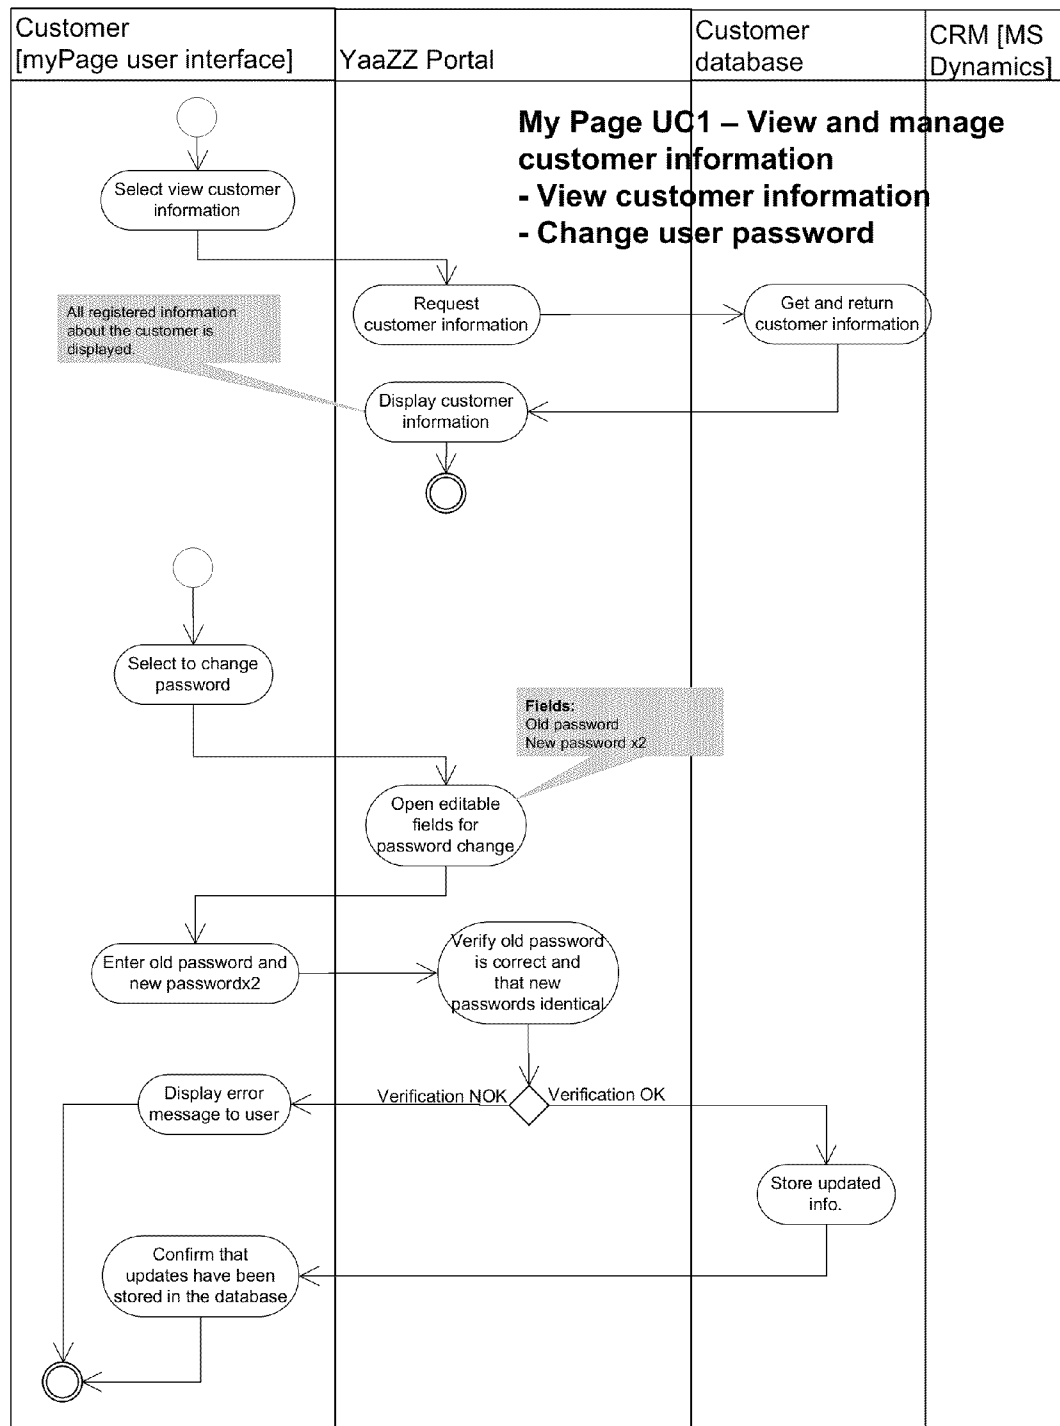 Customer
[myPage user interface]
YaaZZ Portal
Customer
database
CRM [MS
Dynamics]
My Page UC1 – View and manage
customer information
- View customer information
- Change user password
Select view customer
information
Request
customer information
Get and return
customer information
All registered information
about the customer is
displayed.
Display customer
information
Select to change
password
Fields:
Old password
New password x2
Open editable
fields for
password change
Enter old password and
new passwordx2
Verify old password
is correct and
that new
passwords identical
Display error
message to user
Verification NOK
Verification OK
Store updated
info.
Confirm that
updates have been
stored in the database